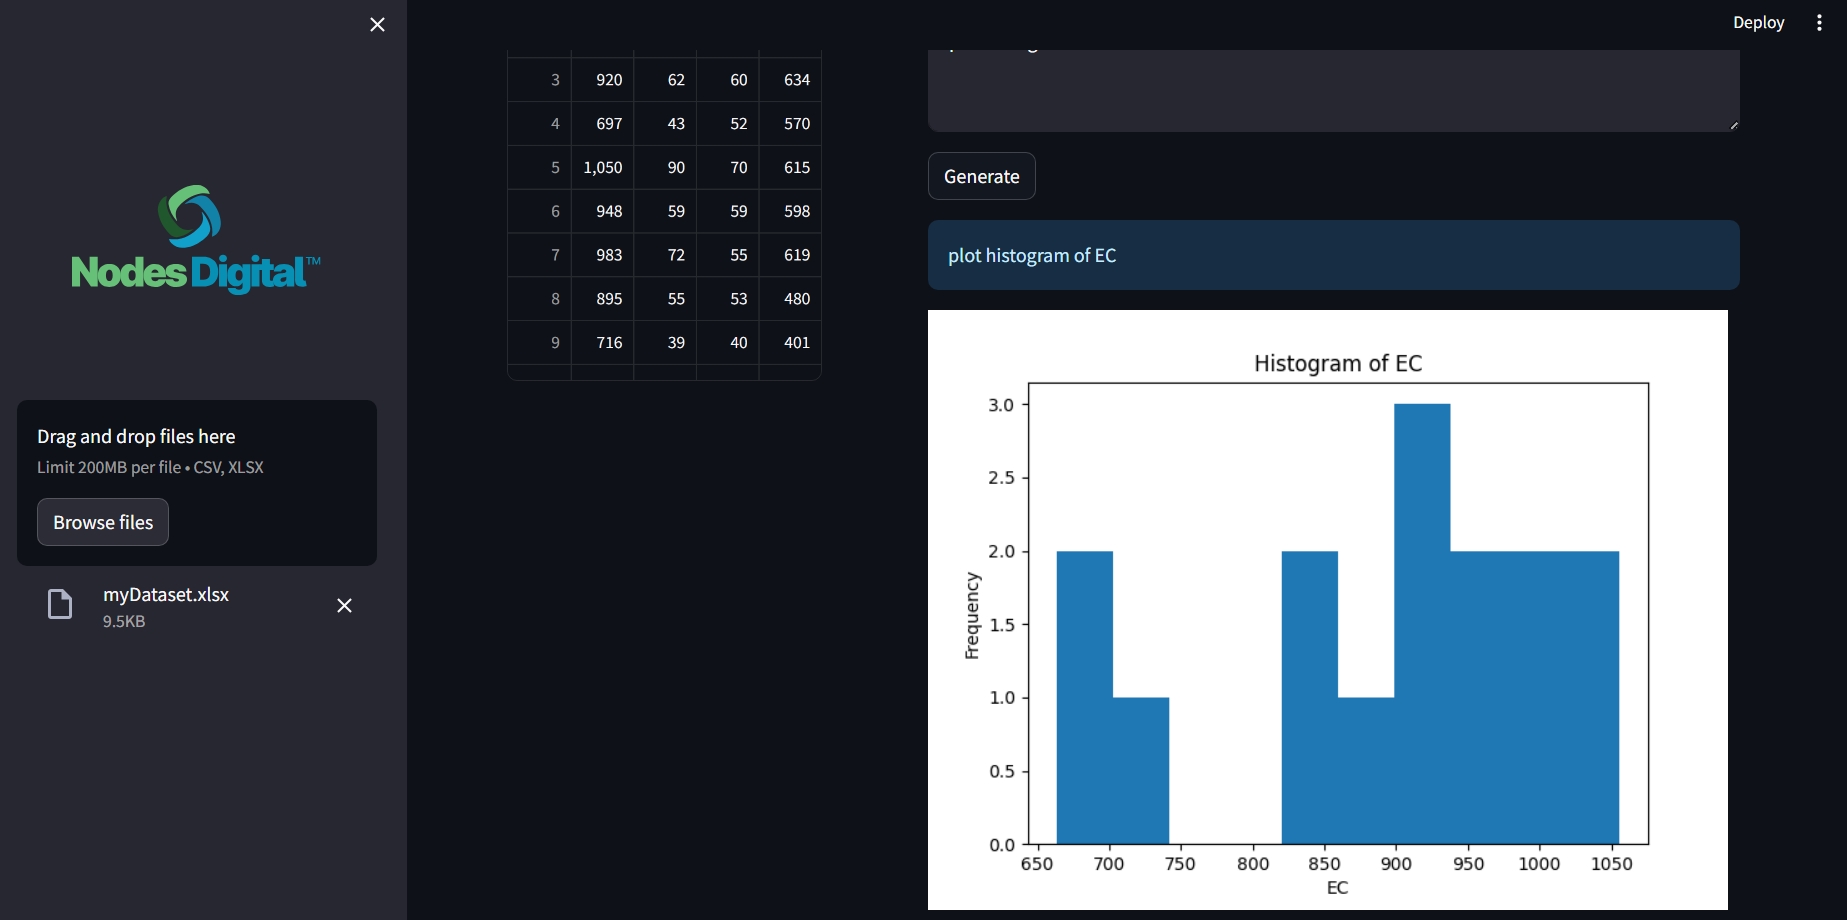 Deploy
Nodes Digital™
Drag and drop files here
Limit 200MB per file • CSV, XLSX
Browse files
myDataset.xlsx
9.5KB
3 920 62 60 634
4 697 43 52 570
5 1,050 90 70 615
6 948 59 59 598
7 983 72 55 619
8 895 55 53 480
9 716 39 40 401
Generate
plot histogram of EC
Histogram of EC
3.0
2.5
2.0
1.5
1.0
0.5
0.0
Frequency
650 700 750 800 850 900 950 1000 1050
EC